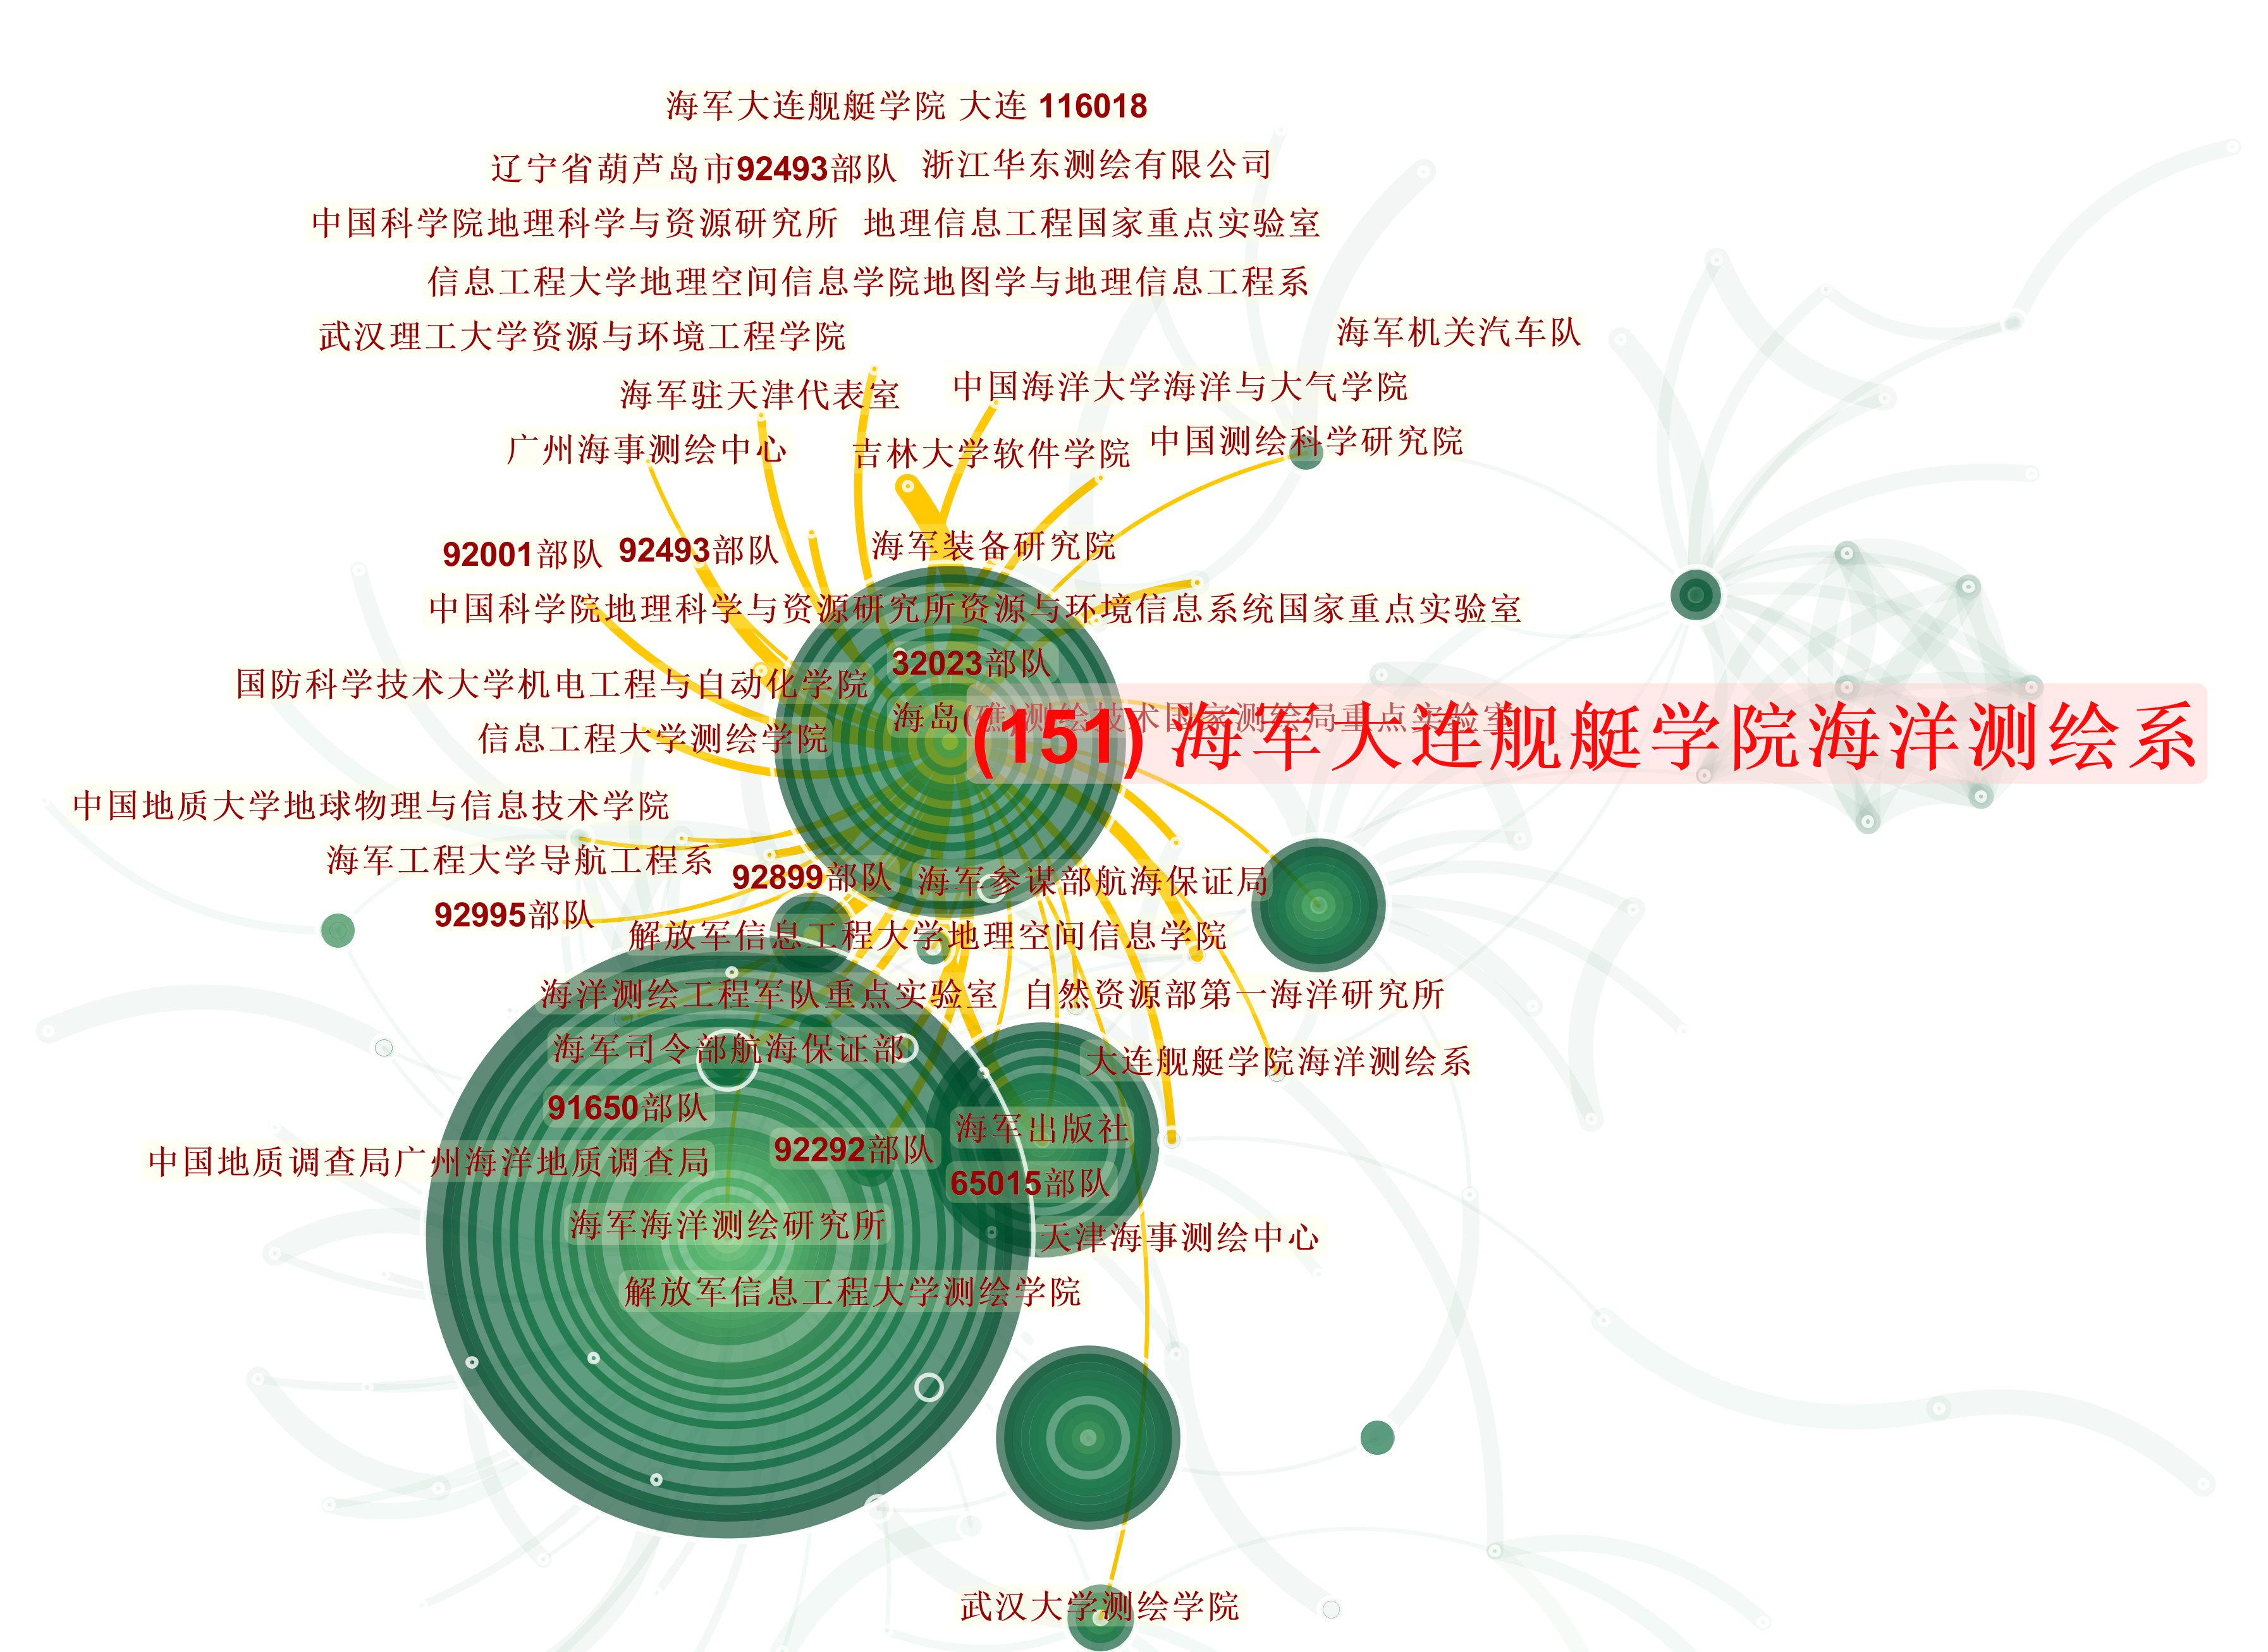 海军大连舰艇学院 大连 116018
辽宁省葫芦岛市92493部队
浙江华东测绘有限公司
中国科学院地理科学与资源研究所
地理信息工程国家重点实验室
信息工程大学地理空间信息学院地图学与地理信息工程系
武汉理工大学资源与环境工程学院
海军机关汽车队
海军驻天津代表室
中国海洋大学海洋与大气学院
广州海事测绘中心
吉林大学软件学院
中国测绘科学研究院
92001部队
92493部队
海军装备研究院
中国科学院地理科学与资源研究所资源与环境信息系统国家重点实验室
32023部队
国防科学技术大学机电工程与自动化学院
海岛(礁)测绘技术国家测绘局重点实验室
(151) 海军大连舰艇学院海洋测绘系
信息工程大学测绘学院
中国地质大学地球物理与信息技术学院
海军工程大学导航工程系
92899部队
海军参谋部航海保证局
92995部队
解放军信息工程大学地理空间信息学院
海洋测绘工程军队重点实验室
自然资源部第一海洋研究所
海军司令部航海保证部
大连舰艇学院海洋测绘系
91650部队
海军出版社
92292部队
中国地质调查局广州海洋地质调查局
65015部队
海军海洋测绘研究所
天津海事测绘中心
解放军信息工程大学测绘学院
武汉大学测绘学院